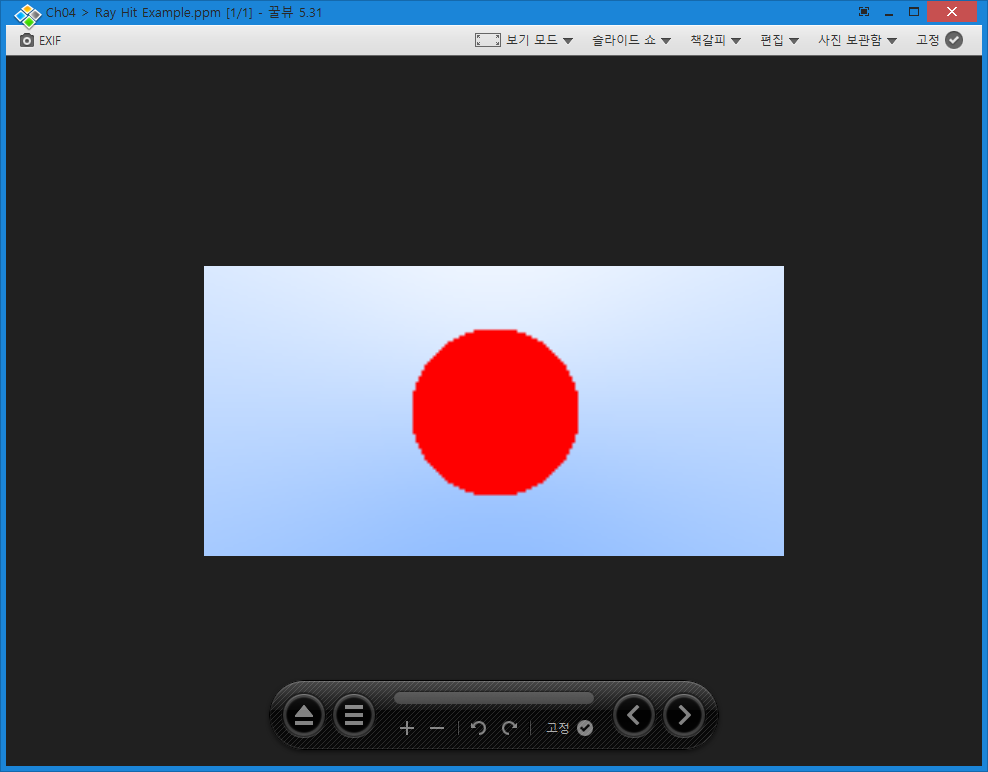 Ch04 > Ray Hit Example.ppm [1/1] - 꿀뷰 5.31
EXIF 보기 모드 슬라이드 쇼 책갈피 편집 사진 보관함 고정
고정